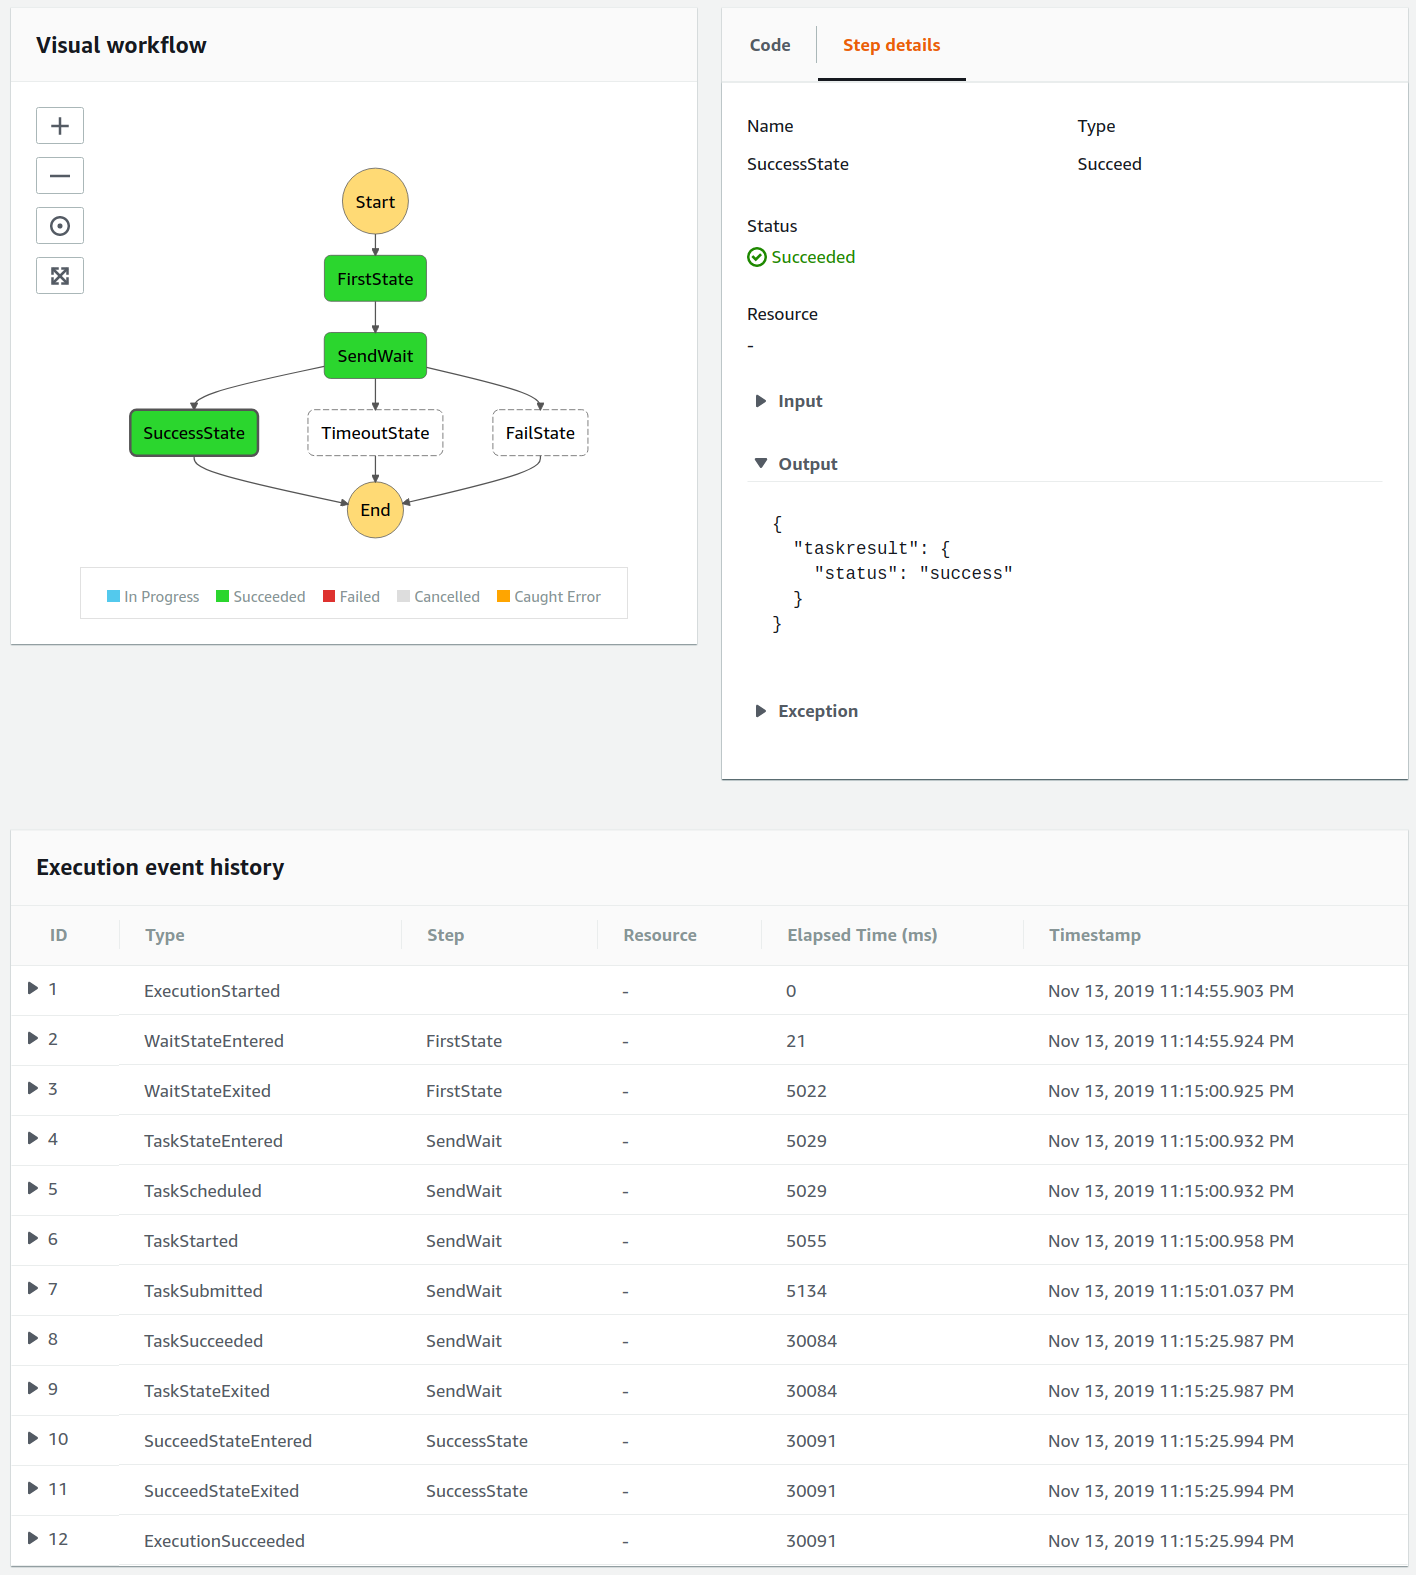 Visual workflow
Start
FirstState
SendWait
SuccessState TimeoutState FailState
End
In Progress Succeeded Failed Cancelled Caught Error
Code Step details
Name Type
SuccessState Succeed
Status
Succeeded
Resource
-
Input
Output
{
  "taskresult": {
    "status": "success"
  }
}
Exception
Execution event history
ID Type Step Resource Elapsed Time (ms) Timestamp
1 ExecutionStarted - 0 Nov 13, 2019 11:14:55.903 PM
2 WaitStateEntered FirstState - 21 Nov 13, 2019 11:14:55.924 PM
3 WaitStateExited FirstState - 5022 Nov 13, 2019 11:15:00.925 PM
4 TaskStateEntered SendWait - 5029 Nov 13, 2019 11:15:00.932 PM
5 TaskScheduled SendWait - 5029 Nov 13, 2019 11:15:00.932 PM
6 TaskStarted SendWait - 5055 Nov 13, 2019 11:15:00.958 PM
7 TaskSubmitted SendWait - 5134 Nov 13, 2019 11:15:01.037 PM
8 TaskSucceeded SendWait - 30084 Nov 13, 2019 11:15:25.987 PM
9 TaskStateExited SendWait - 30084 Nov 13, 2019 11:15:25.987 PM
10 SucceedStateEntered SuccessState - 30091 Nov 13, 2019 11:15:25.994 PM
11 SucceedStateExited SuccessState - 30091 Nov 13, 2019 11:15:25.994 PM
12 ExecutionSucceeded - 30091 Nov 13, 2019 11:15:25.994 PM